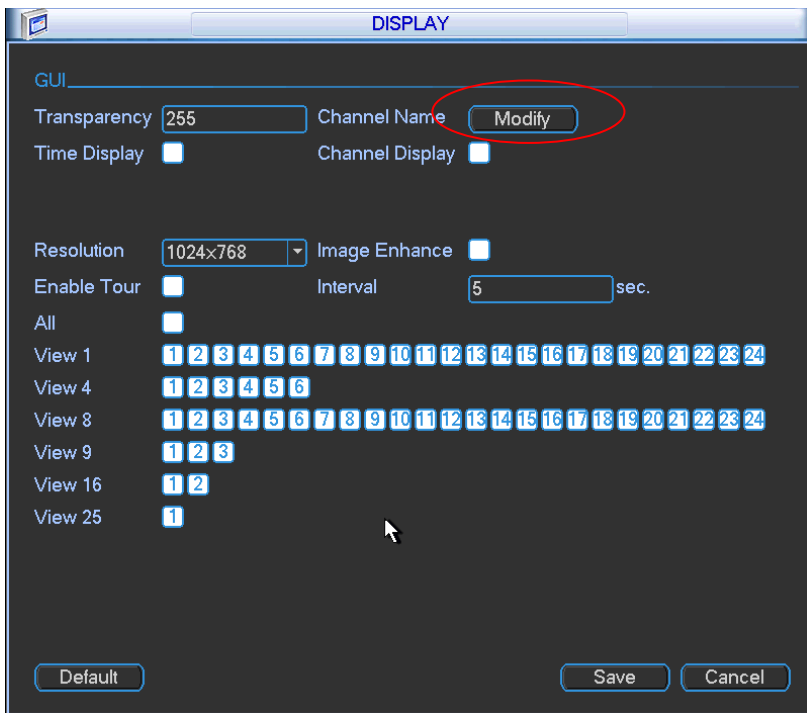 DISPLAY
GUI
Transparency 255 Channel Name Modify
Time Display Channel Display
Resolution 1024x768 Image Enhance
Enable Tour Interval 5 sec.
All
View 1 1 2 3 4 5 6 7 8 9 10 11 12 13 14 15 16 17 18 19 20 21 22 23 24
View 4 1 2 3 4 5 6
View 8 1 2 3 4 5 6 7 8 9 10 11 12 13 14 15 16 17 18 19 20 21 22 23 24
View 9 1 2 3
View 16 1 2
View 25 1
Default Save Cancel